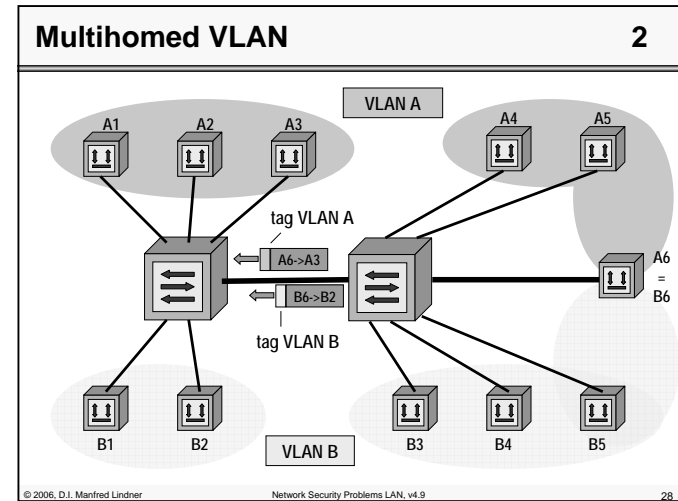 Multihomed VLAN 2
VLAN A
A1 A2 A3 A4 A5
tag VLAN A
A6->A3
A6
=
B6
B6->B2
tag VLAN B
B1 B2 B3 B4 B5
VLAN B
© 2006, D.I. Manfred Lindner Network Security Problems LAN, v4.9 28